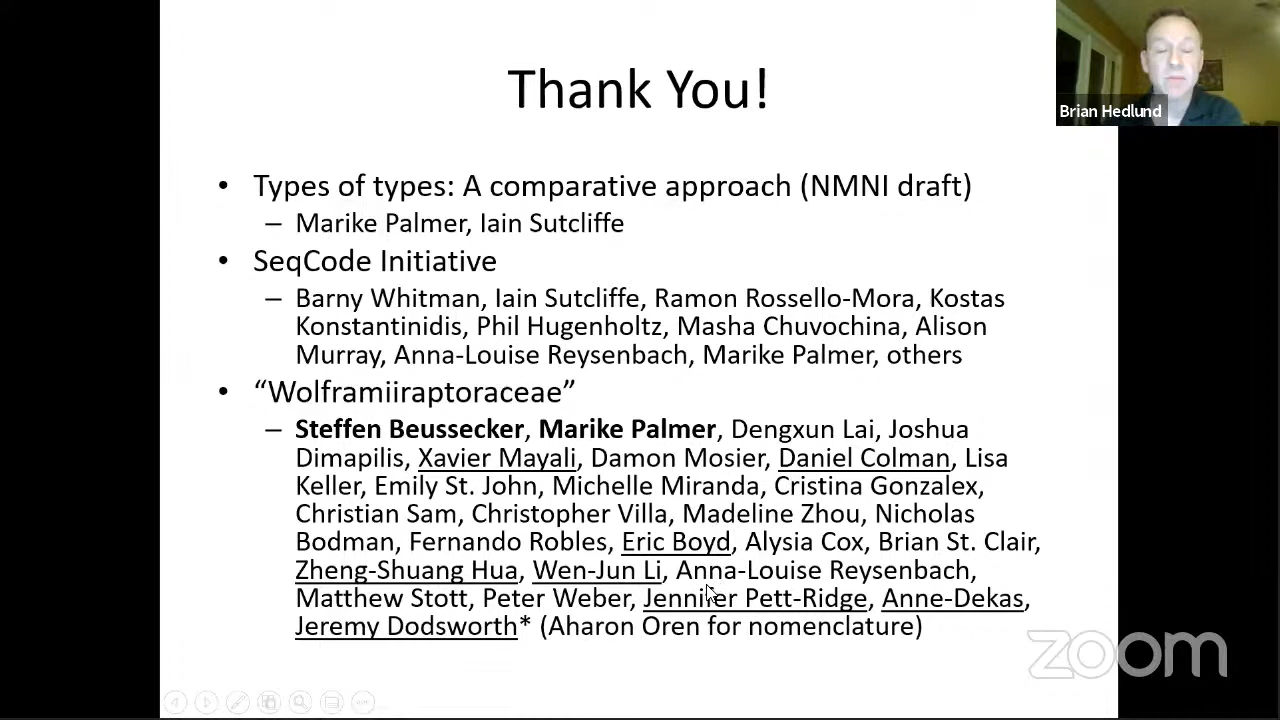 Thank You!
Brian Hedlund
• Types of types: A comparative approach (NMNI draft)
– Marike Palmer, Iain Sutcliffe
• SeqCode Initiative
– Barny Whitman, Iain Sutcliffe, Ramon Rossello-Mora, Kostas
Konstantinidis, Phil Hugenholtz, Masha Chuvochina, Alison
Murray, Anna-Louise Reysenbach, Marike Palmer, others
• “Wolframiiraptoraceae”
– Steffen Beussecker, Marike Palmer, Dengxun Lai, Joshua
Dimapilis, Xavier Mayali, Damon Mosier, Daniel Colman, Lisa
Keller, Emily St. John, Michelle Miranda, Cristina Gonzalex,
Christian Sam, Christopher Villa, Madeline Zhou, Nicholas
Bodman, Fernando Robles, Eric Boyd, Alysia Cox, Brian St. Clair,
Zheng-Shuang Hua, Wen-Jun Li, Anna-Louise Reysenbach,
Matthew Stott, Peter Weber, Jennifer Pett-Ridge, Anne-Dekas,
Jeremy Dodsworth* (Aharon Oren for nomenclature)
zoom